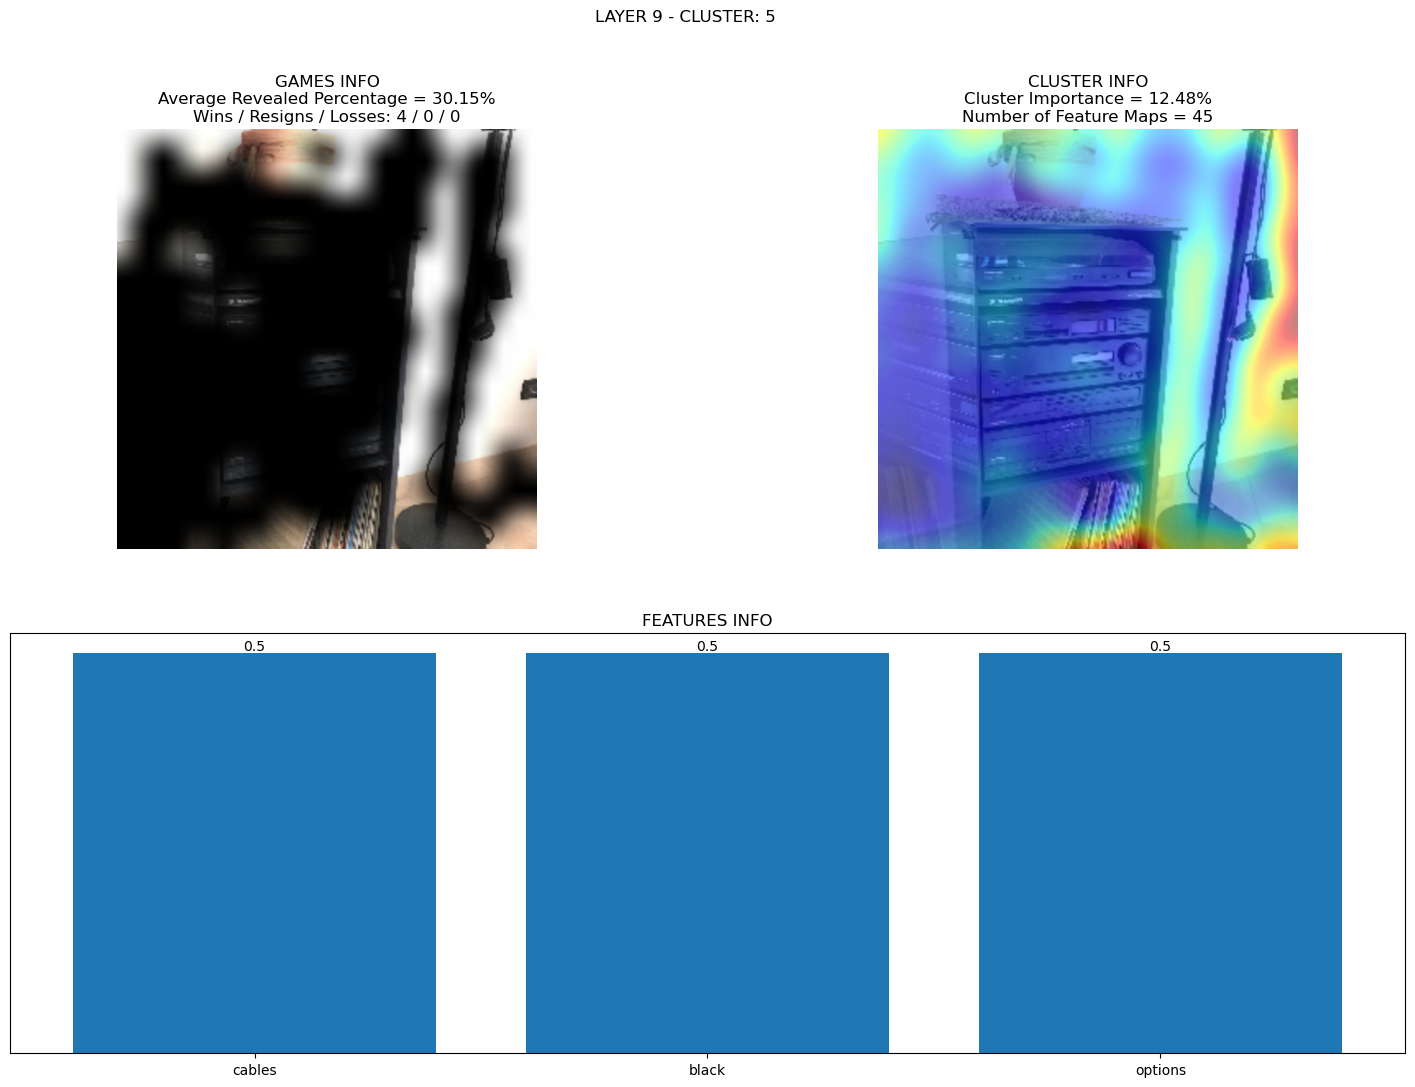 LAYER 9 - CLUSTER: 5
GAMES INFO
Average Revealed Percentage = 30.15%
Wins / Resigns / Losses: 4 / 0 / 0
CLUSTER INFO
Cluster Importance = 12.48%
Number of Feature Maps = 45
FEATURES INFO
0.5
0.5
0.5
cables
black
options